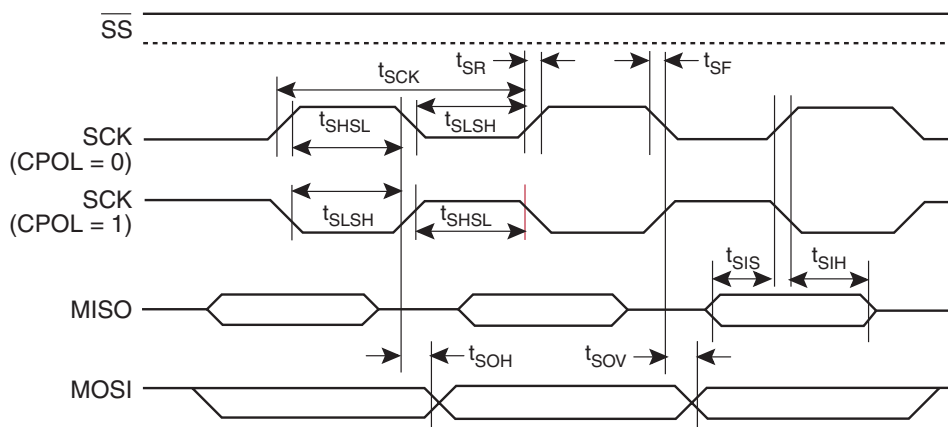 SS
tSCK
tSR
tSF
SCK
(CPOL = 0)
tSHSL
tSLSH
SCK
(CPOL = 1)
tSLSH
tSHSL
tSIS
tSIH
MISO
tSOH
tSOV
MOSI